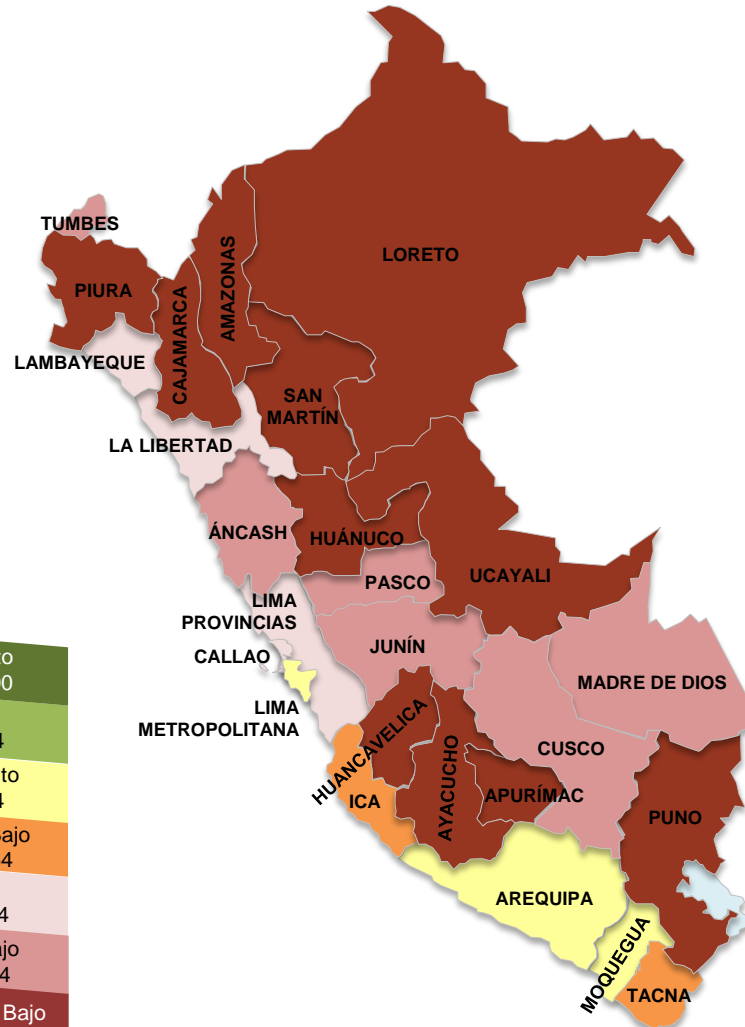 TUMBES
PIURA
AMAZONAS
LORETO
CAJAMARCA
LAMBAYEQUE
SAN
MARTÍN
LA LIBERTAD
ÁNCASH
HUÁNUCO
UCAYALI
PASCO
LIMA
PROVINCIAS
JUNÍN
CALLAO
MADRE DE DIOS
LIMA
METROPOLITANA
HUANCAVELICA
CUSCO
ICA
AYACUCHO
APURÍMAC
PUNO
AREQUIPA
MOQUEGUA
TACNA
Bajo